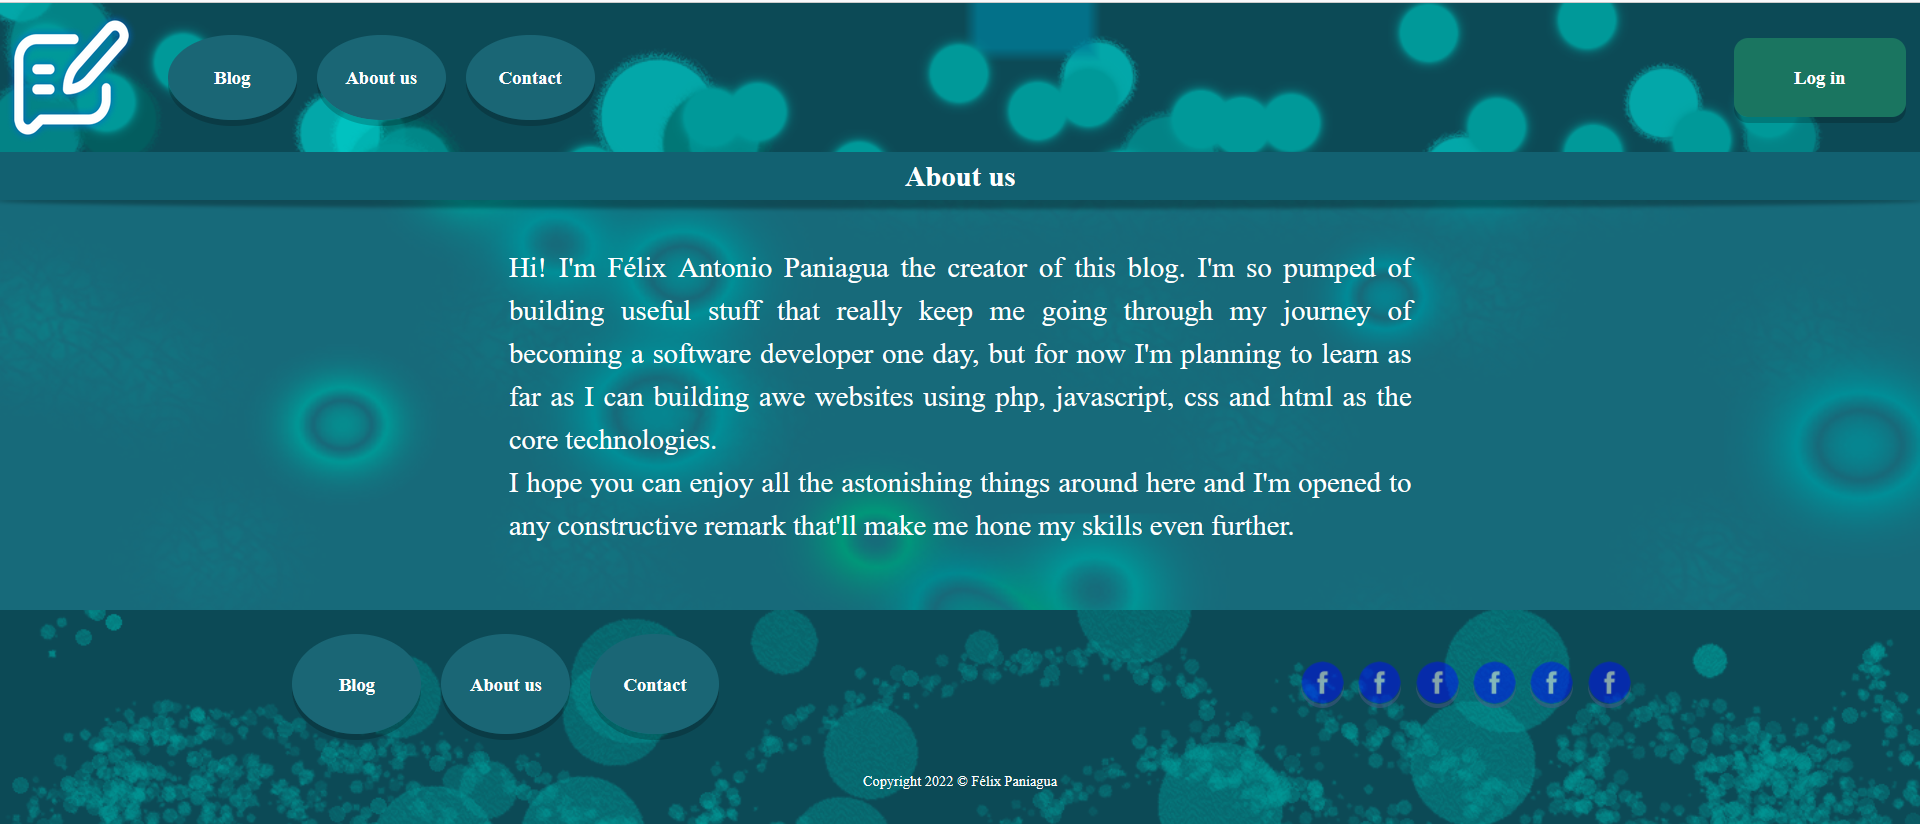 Blog
About us
Contact
Log in
About us
Hi! I'm Félix Antonio Paniagua the creator of this blog. I'm so pumped of
building useful stuff that really keep me going through my journey of
becoming a software developer one day, but for now I'm planning to learn as
far as I can building awe websites using php, javascript, css and html as the
core technologies.
I hope you can enjoy all the astonishing things around here and I'm opened to
any constructive remark that'll make me hone my skills even further.
Blog
About us
Contact
f
f
f
f
f
f
Copyright 2022 © Félix Paniagua